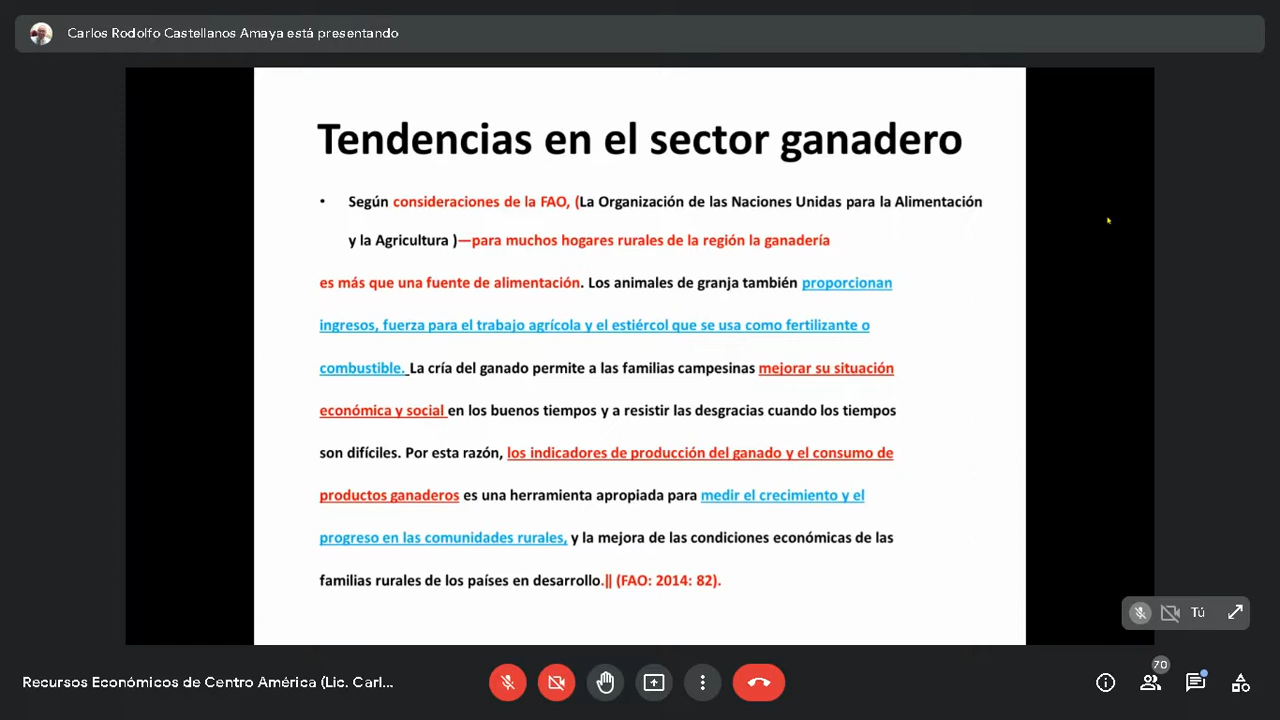 Carlos Rodolfo Castellanos Amaya está presentando
Tendencias en el sector ganadero
• Según consideraciones de la FAO, (La Organización de las Naciones Unidas para la Alimentación
y la Agricultura )—para muchos hogares rurales de la región la ganadería
es más que una fuente de alimentación. Los animales de granja también proporcionan
ingresos, fuerza para el trabajo agrícola y el estiércol que se usa como fertilizante o
combustible. La cría del ganado permite a las familias campesinas mejorar su situación
económica y social en los buenos tiempos y a resistir las desgracias cuando los tiempos
son difíciles. Por esta razón, los indicadores de producción del ganado y el consumo de
productos ganaderos es una herramienta apropiada para medir el crecimiento y el
progreso en las comunidades rurales, y la mejora de las condiciones económicas de las
familias rurales de los países en desarrollo.‖ (FAO: 2014: 82).
Tú
70
Recursos Económicos de Centro América (Lic. Carl...